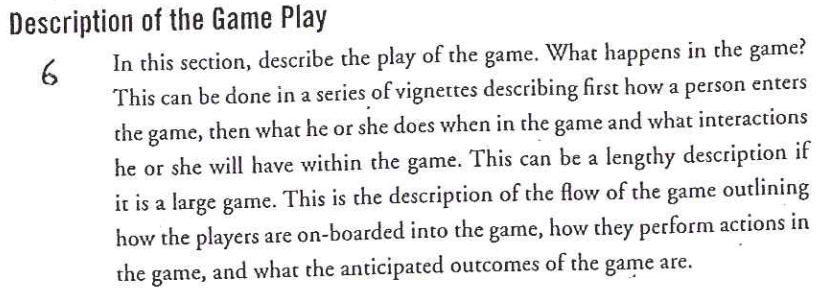 Description of the Game Play
6 In this section, describe the play of the game. What happens in the game?
This can be done in a series of vignettes describing first how a person enters
the game, then what he or she does when in the game and what interactions
he or she will have within the game. This can be a lengthy description if
it is a large game. This is the description of the flow of the game outlining
how the players are on-boarded into the game, how they perform actions in
the game, and what the anticipated outcomes of the game are.